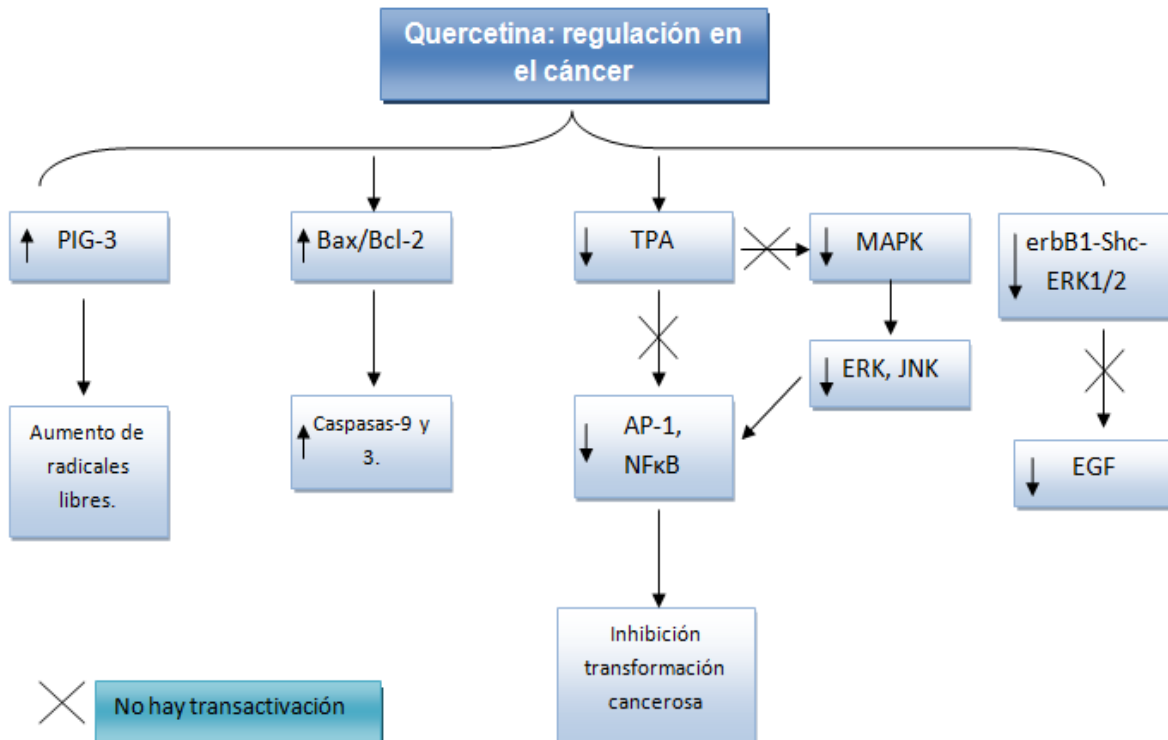 Quercetina: regulación en
el cáncer
PIG-3
Bax/Bcl-2
TPA
MAPK
erbB1-Shc-
ERK1/2
ERK, JNK
Aumento de
radicales
libres.
Caspasas-9 y
3.
AP-1,
NFκB
EGF
Inhibición
transformación
cancerosa
No hay transactivación